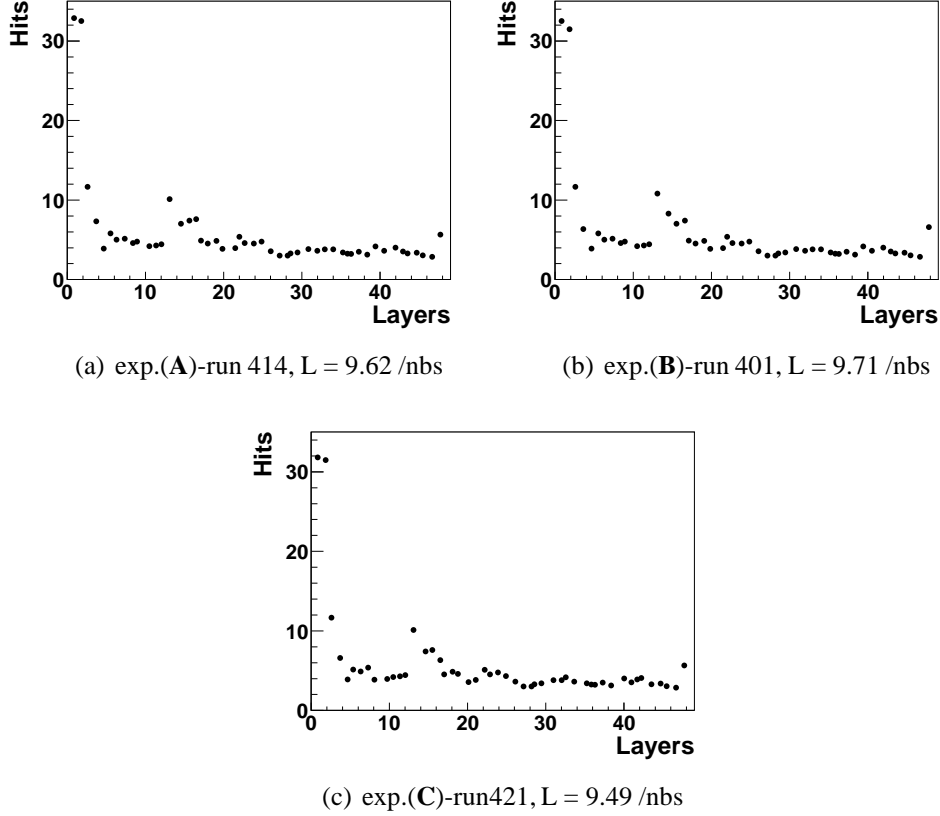 Hits
30
20
10
0
0 10 20 30 40
Layers
(a) exp.(A)-run 414, L = 9.62 /nbs
Hits
30
20
10
0
0 10 20 30 40
Layers
(b) exp.(B)-run 401, L = 9.71 /nbs
Hits
30
20
10
0
0 10 20 30 40
Layers
(c) exp.(C)-run421, L = 9.49 /nbs